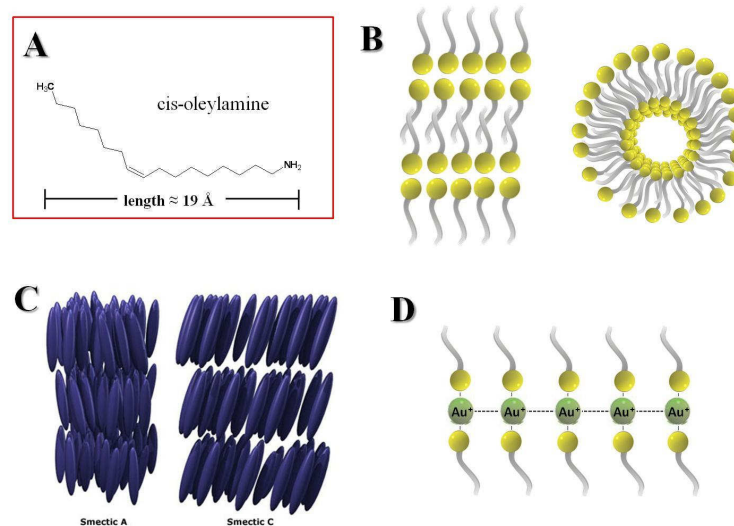 A
H₃C
cis-oleylamine
NH₂
length ≈ 19 Å
B
C
Smectic A
Smectic C
D
Au⁺ Au⁺ Au⁺ Au⁺ Au⁺